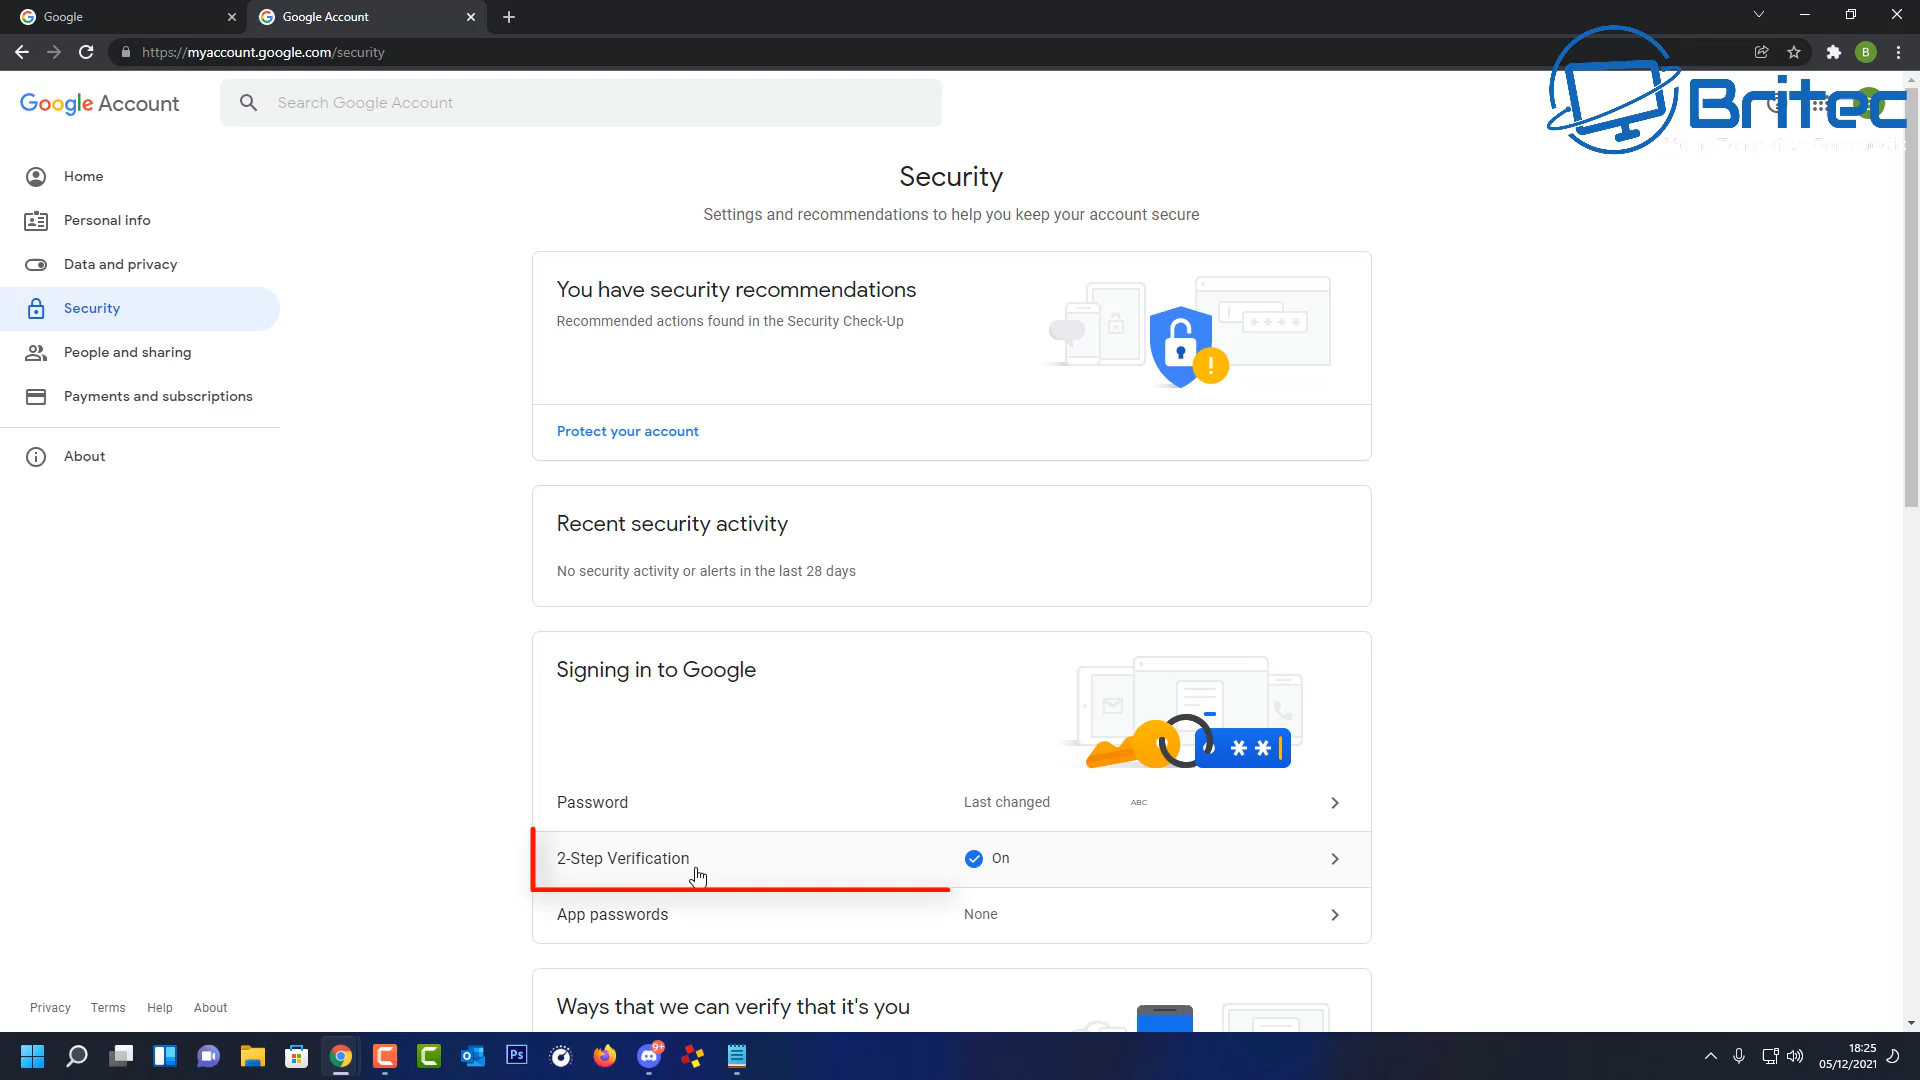 Google
Google Account
https://myaccount.google.com/security
B
Google Account
Search Google Account
Britec
Home
Personal info
Data and privacy
Security
People and sharing
Payments and subscriptions
About
Security
Settings and recommendations to help you keep your account secure
You have security recommendations
Recommended actions found in the Security Check-Up
Protect your account
Recent security activity
No security activity or alerts in the last 28 days
Signing in to Google
Password
Last changed
ABC
2-Step Verification
On
App passwords
None
Ways that we can verify that it's you
Privacy
Terms
Help
About
Ps
9+
18:25
05/12/2021